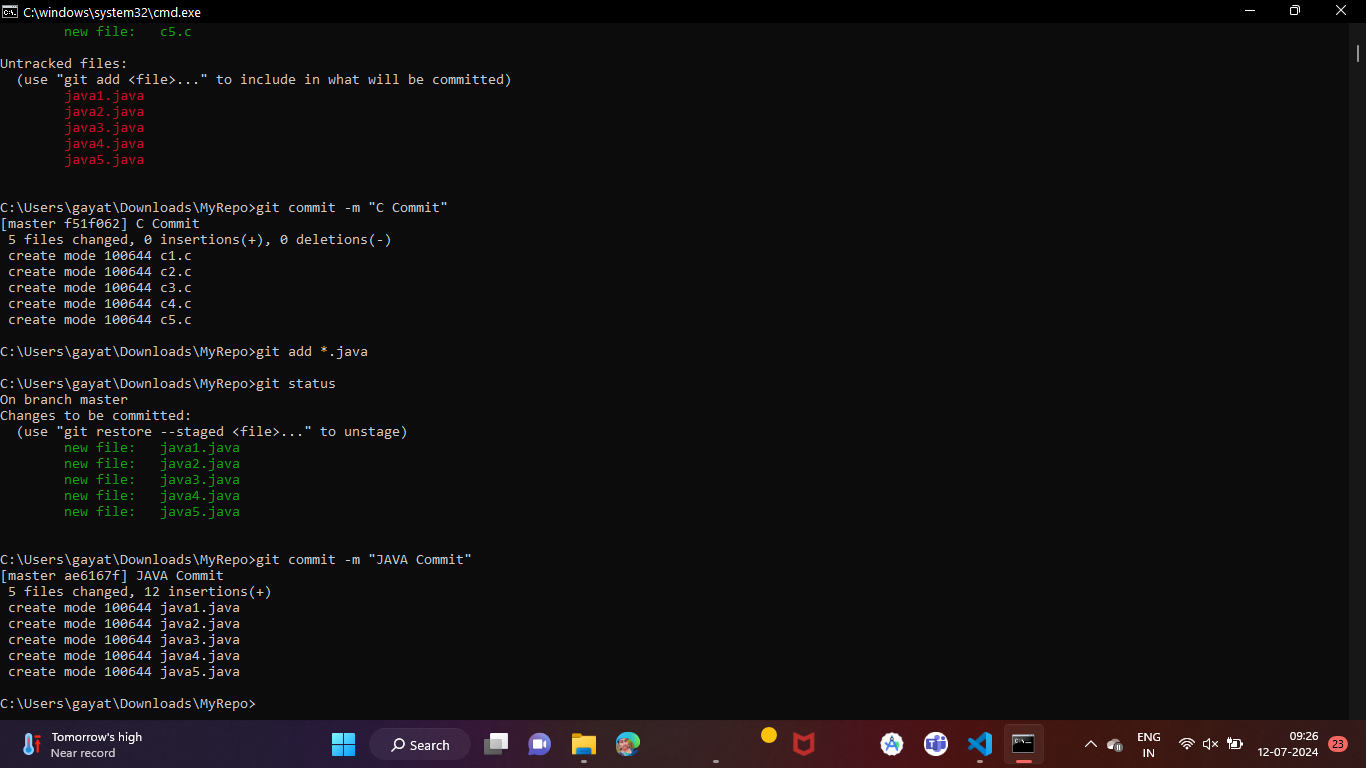 C:\windows\system32\cmd.exe
new file:   c5.c
Untracked files:
(use "git add <file>..." to include in what will be committed)
java1.java
java2.java
java3.java
java4.java
java5.java
C:\Users\gayat\Downloads\MyRepo>git commit -m "C Commit"
[master f51f062] C Commit
5 files changed, 0 insertions(+), 0 deletions(-)
create mode 100644 c1.c
create mode 100644 c2.c
create mode 100644 c3.c
create mode 100644 c4.c
create mode 100644 c5.c
C:\Users\gayat\Downloads\MyRepo>git add *.java
C:\Users\gayat\Downloads\MyRepo>git status
On branch master
Changes to be committed:
(use "git restore --staged <file>..." to unstage)
new file:   java1.java
new file:   java2.java
new file:   java3.java
new file:   java4.java
new file:   java5.java
C:\Users\gayat\Downloads\MyRepo>git commit -m "JAVA Commit"
[master ae6167f] JAVA Commit
5 files changed, 12 insertions(+)
create mode 100644 java1.java
create mode 100644 java2.java
create mode 100644 java3.java
create mode 100644 java4.java
create mode 100644 java5.java
C:\Users\gayat\Downloads\MyRepo>
Tomorrow's high
Near record
Search
ENG
IN
09:26
12-07-2024
23